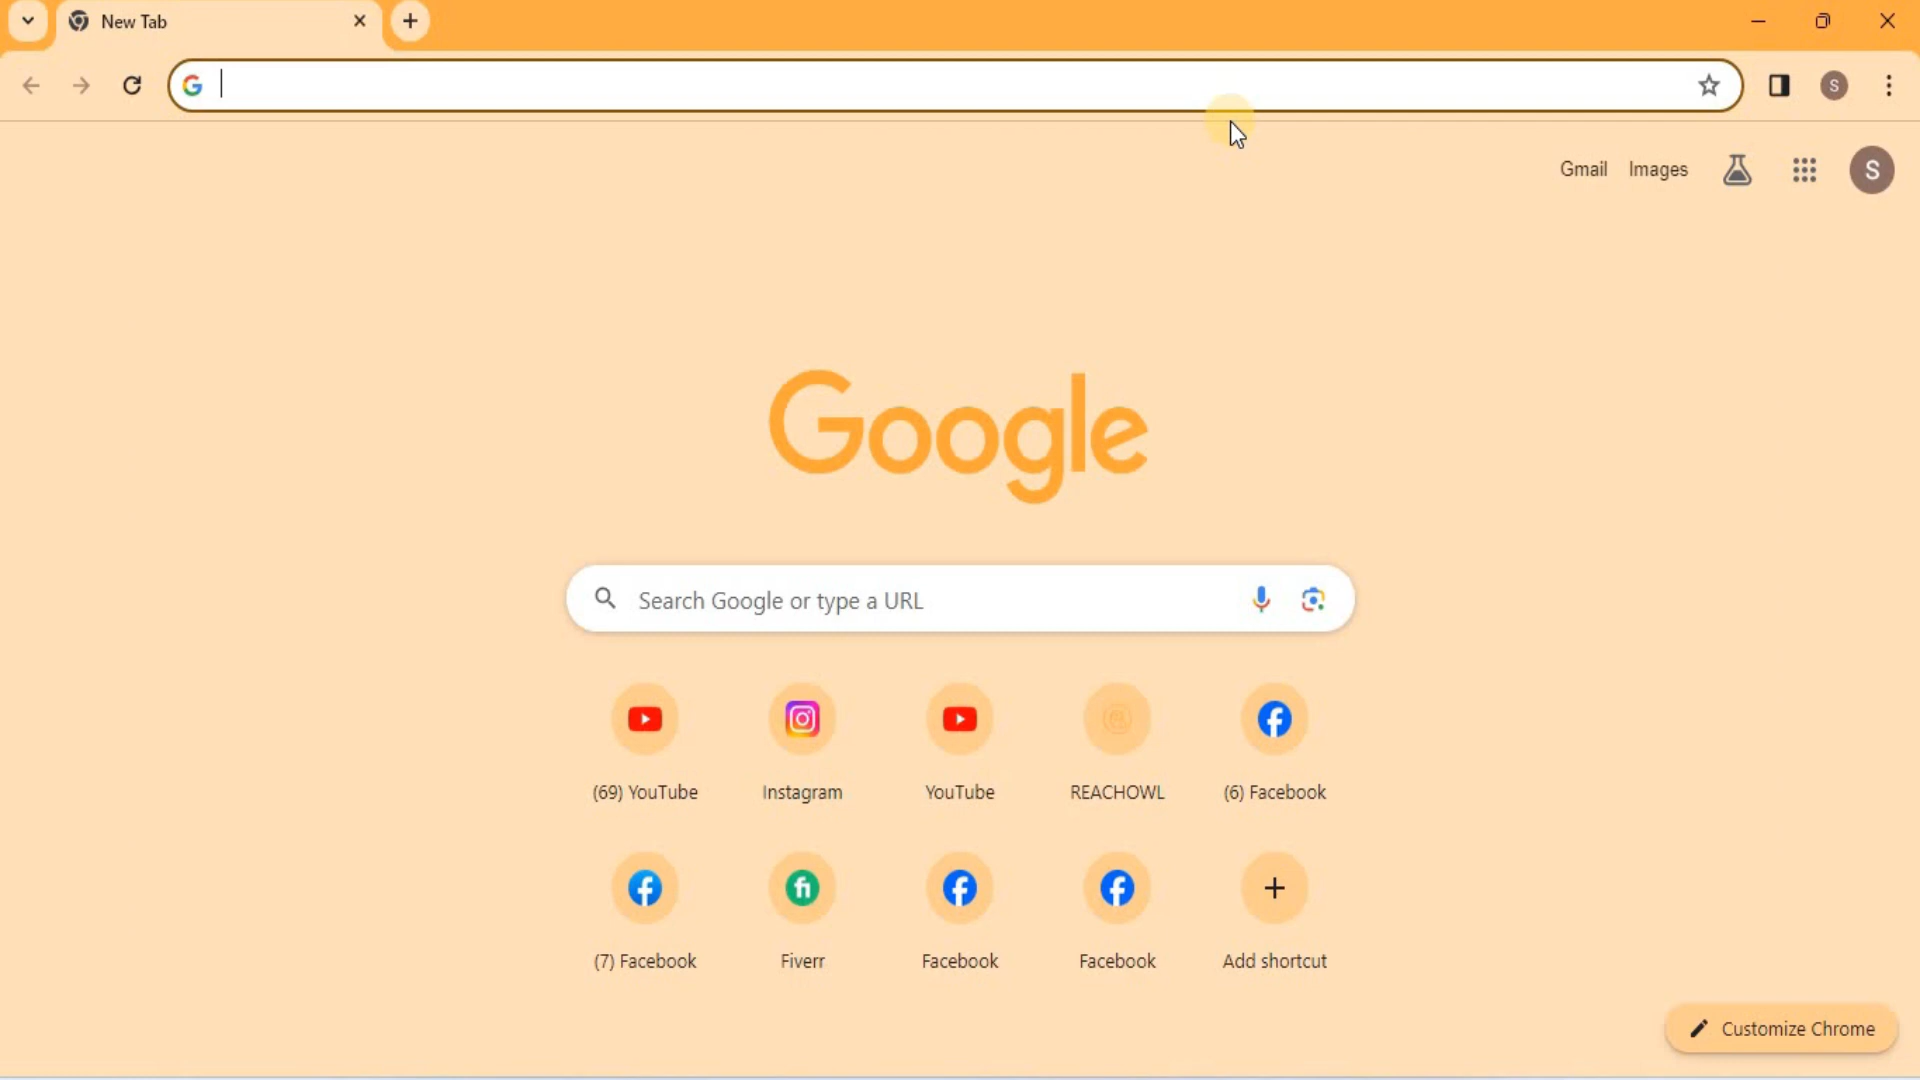 New Tab
S
Gmail Images S
Google
Search Google or type a URL
(69) YouTube Instagram YouTube REACHOWL (6) Facebook
(7) Facebook Fiverr Facebook Facebook Add shortcut
Customize Chrome